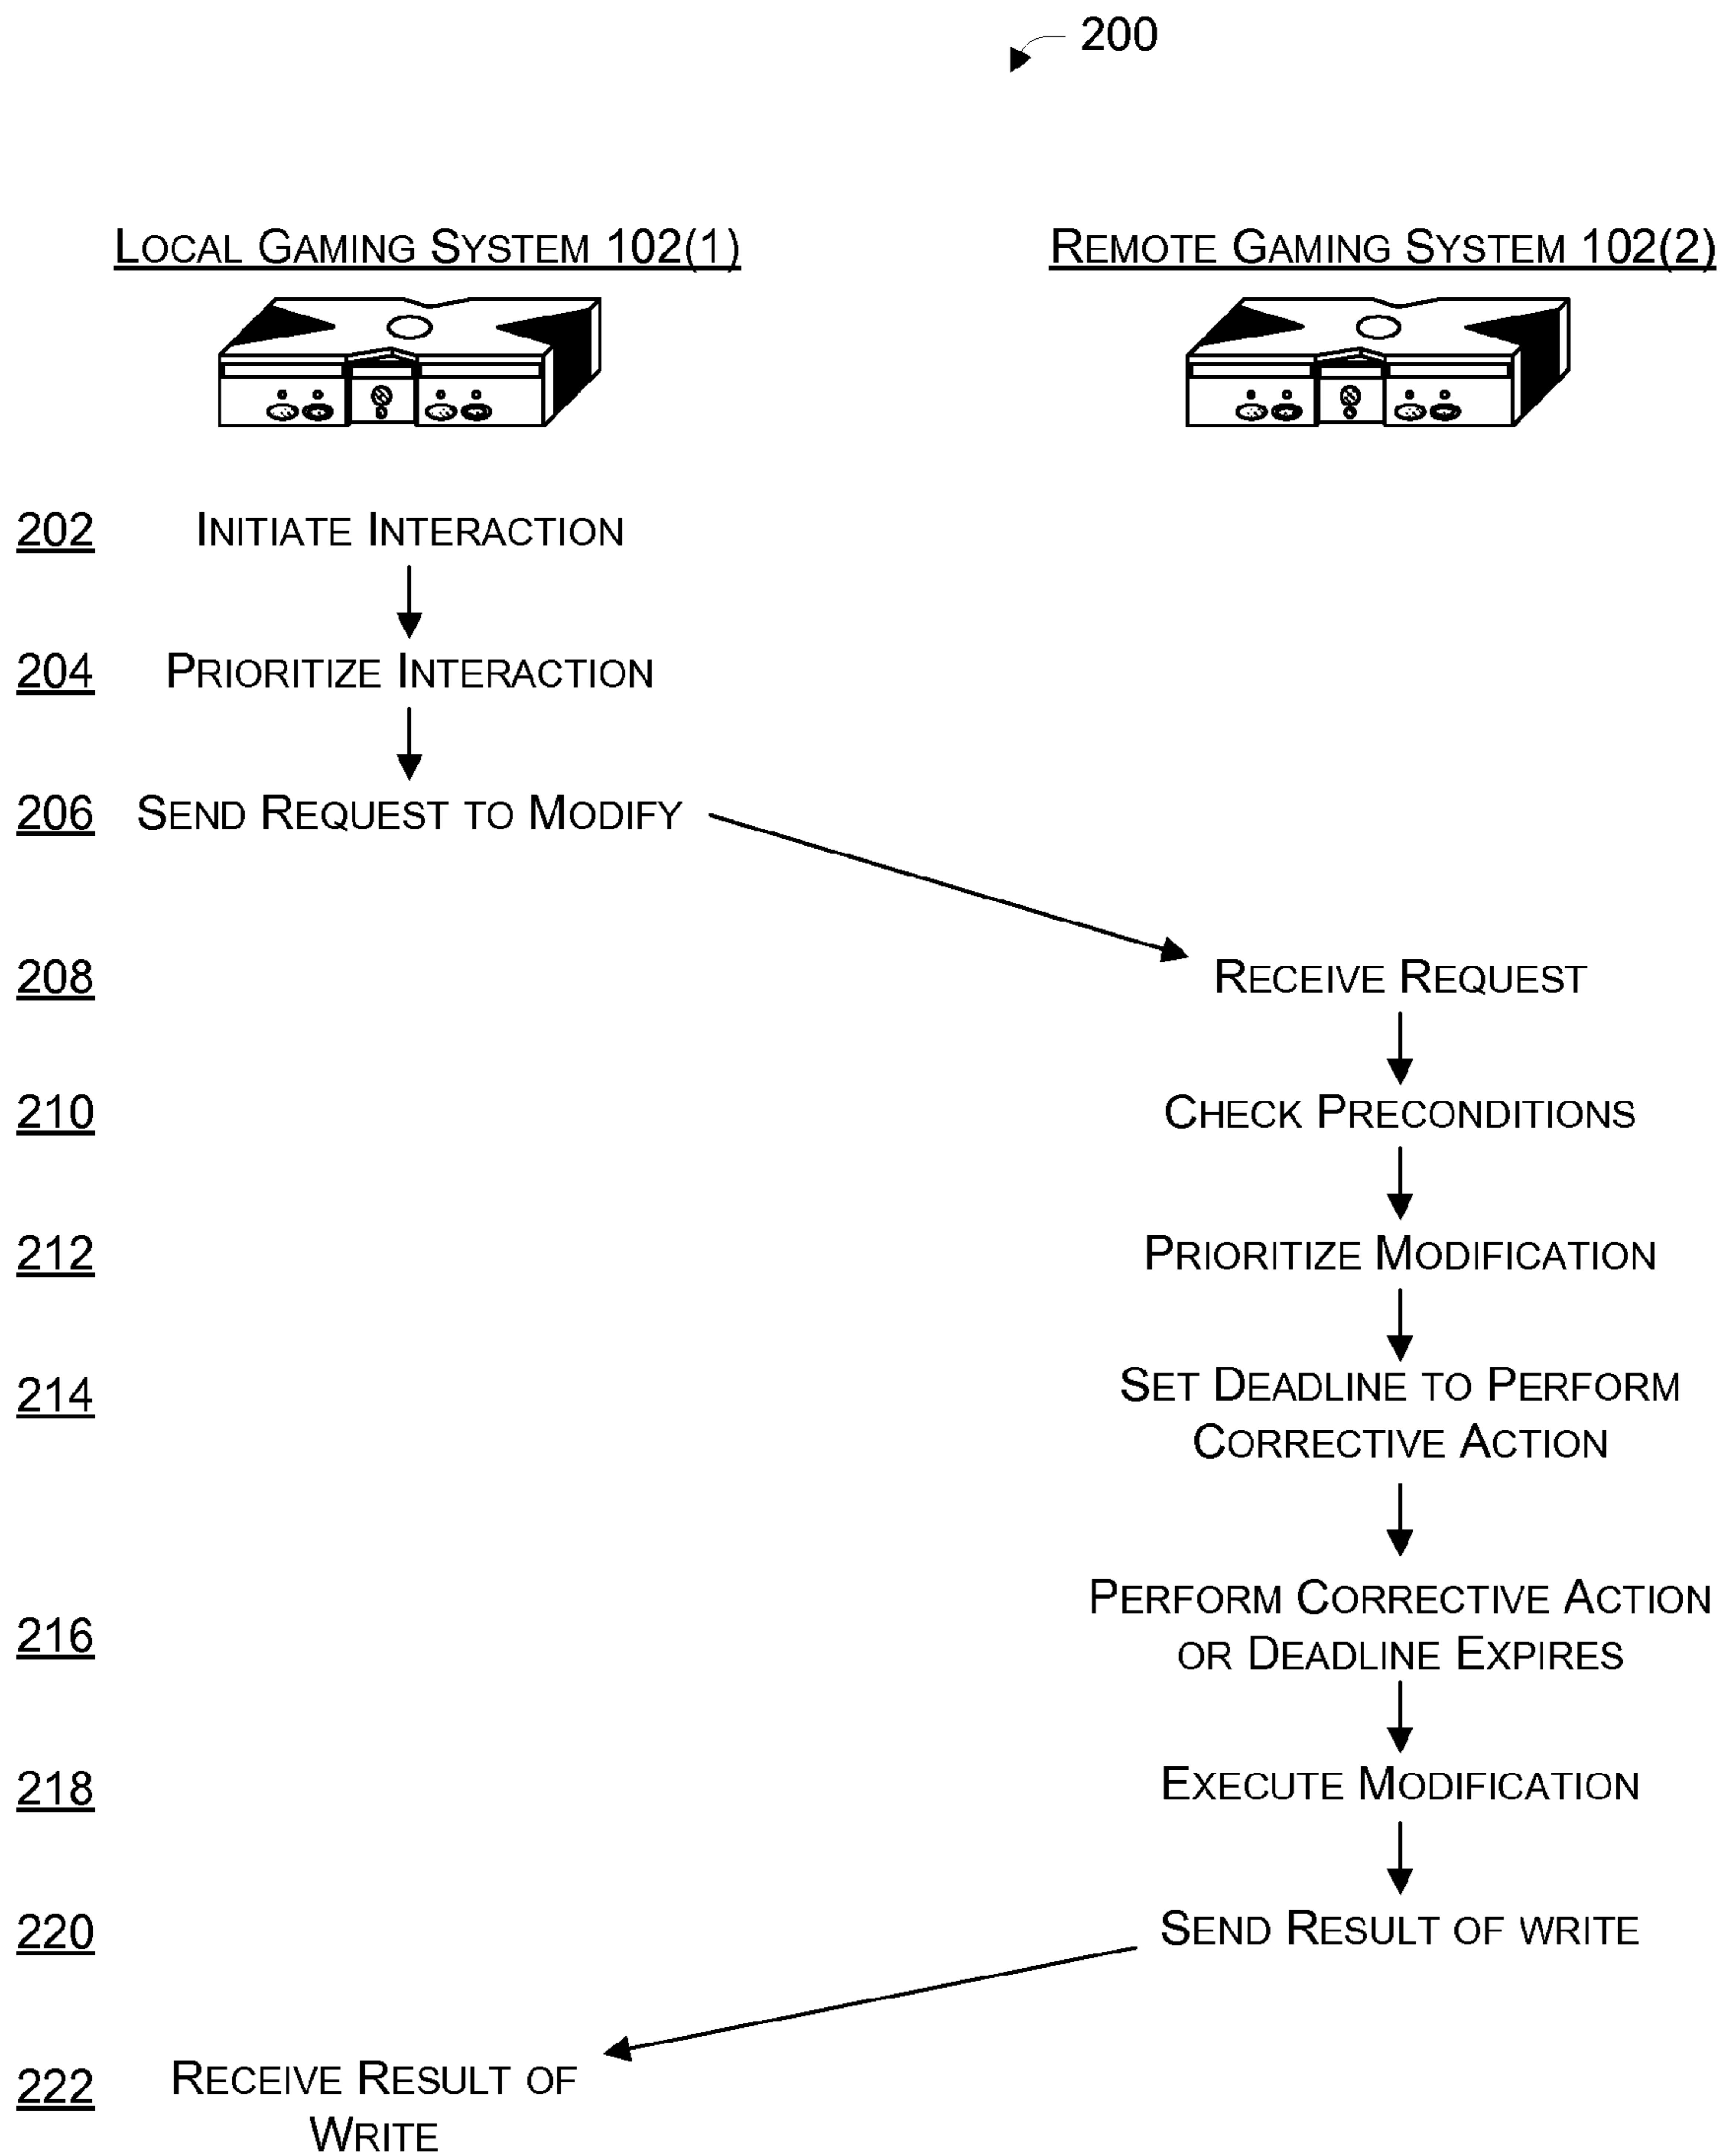 200
LOCAL GAMING SYSTEM 102(1)
REMOTE GAMING SYSTEM 102(2)
202 INITIATE INTERACTION
204 PRIORITIZE INTERACTION
206 SEND REQUEST TO MODIFY
208 RECEIVE REQUEST
210 CHECK PRECONDITIONS
212 PRIORITIZE MODIFICATION
214 SET DEADLINE TO PERFORM
CORRECTIVE ACTION
216 PERFORM CORRECTIVE ACTION
OR DEADLINE EXPIRES
218 EXECUTE MODIFICATION
220 SEND RESULT OF WRITE
222 RECEIVE RESULT OF
WRITE